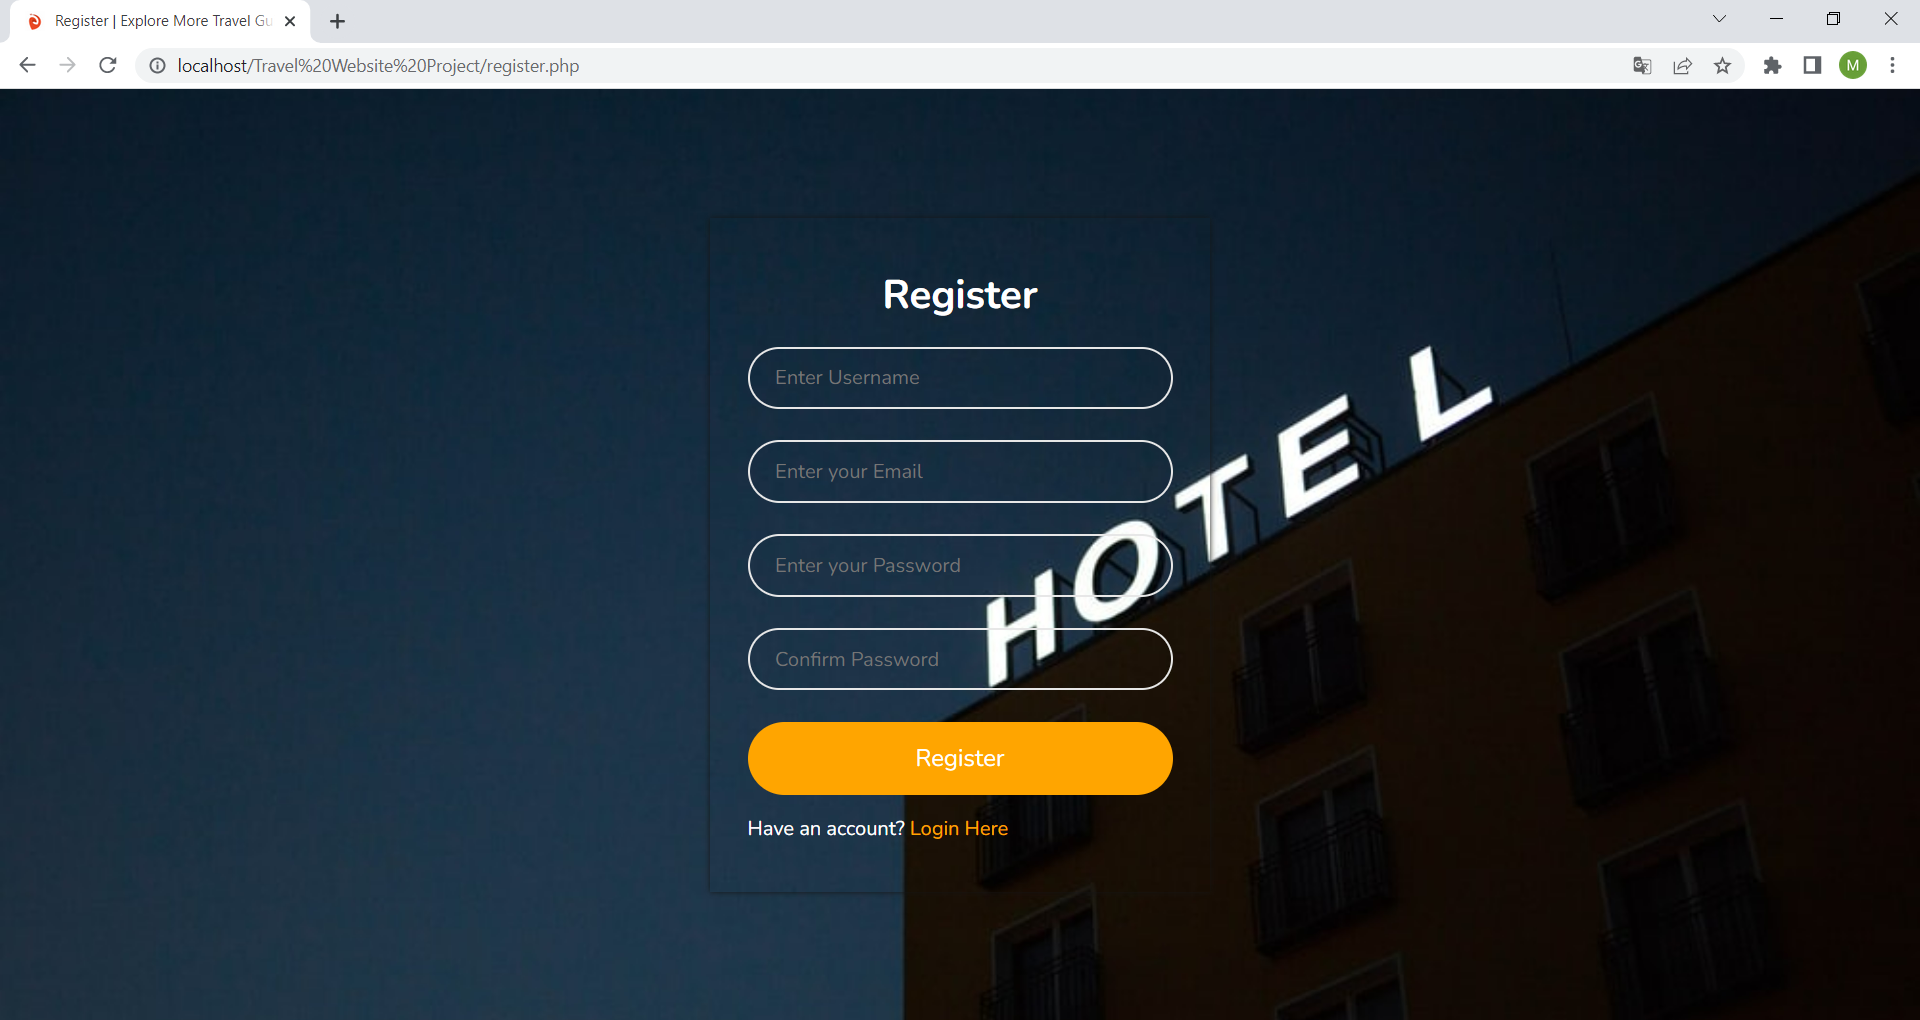 Register | Explore More Travel Gu
localhost/Travel%20Website%20Project/register.php
M
Register
Enter Username
Enter your Email
Enter your Password
Confirm Password
HOTEL
Register
Have an account? Login Here